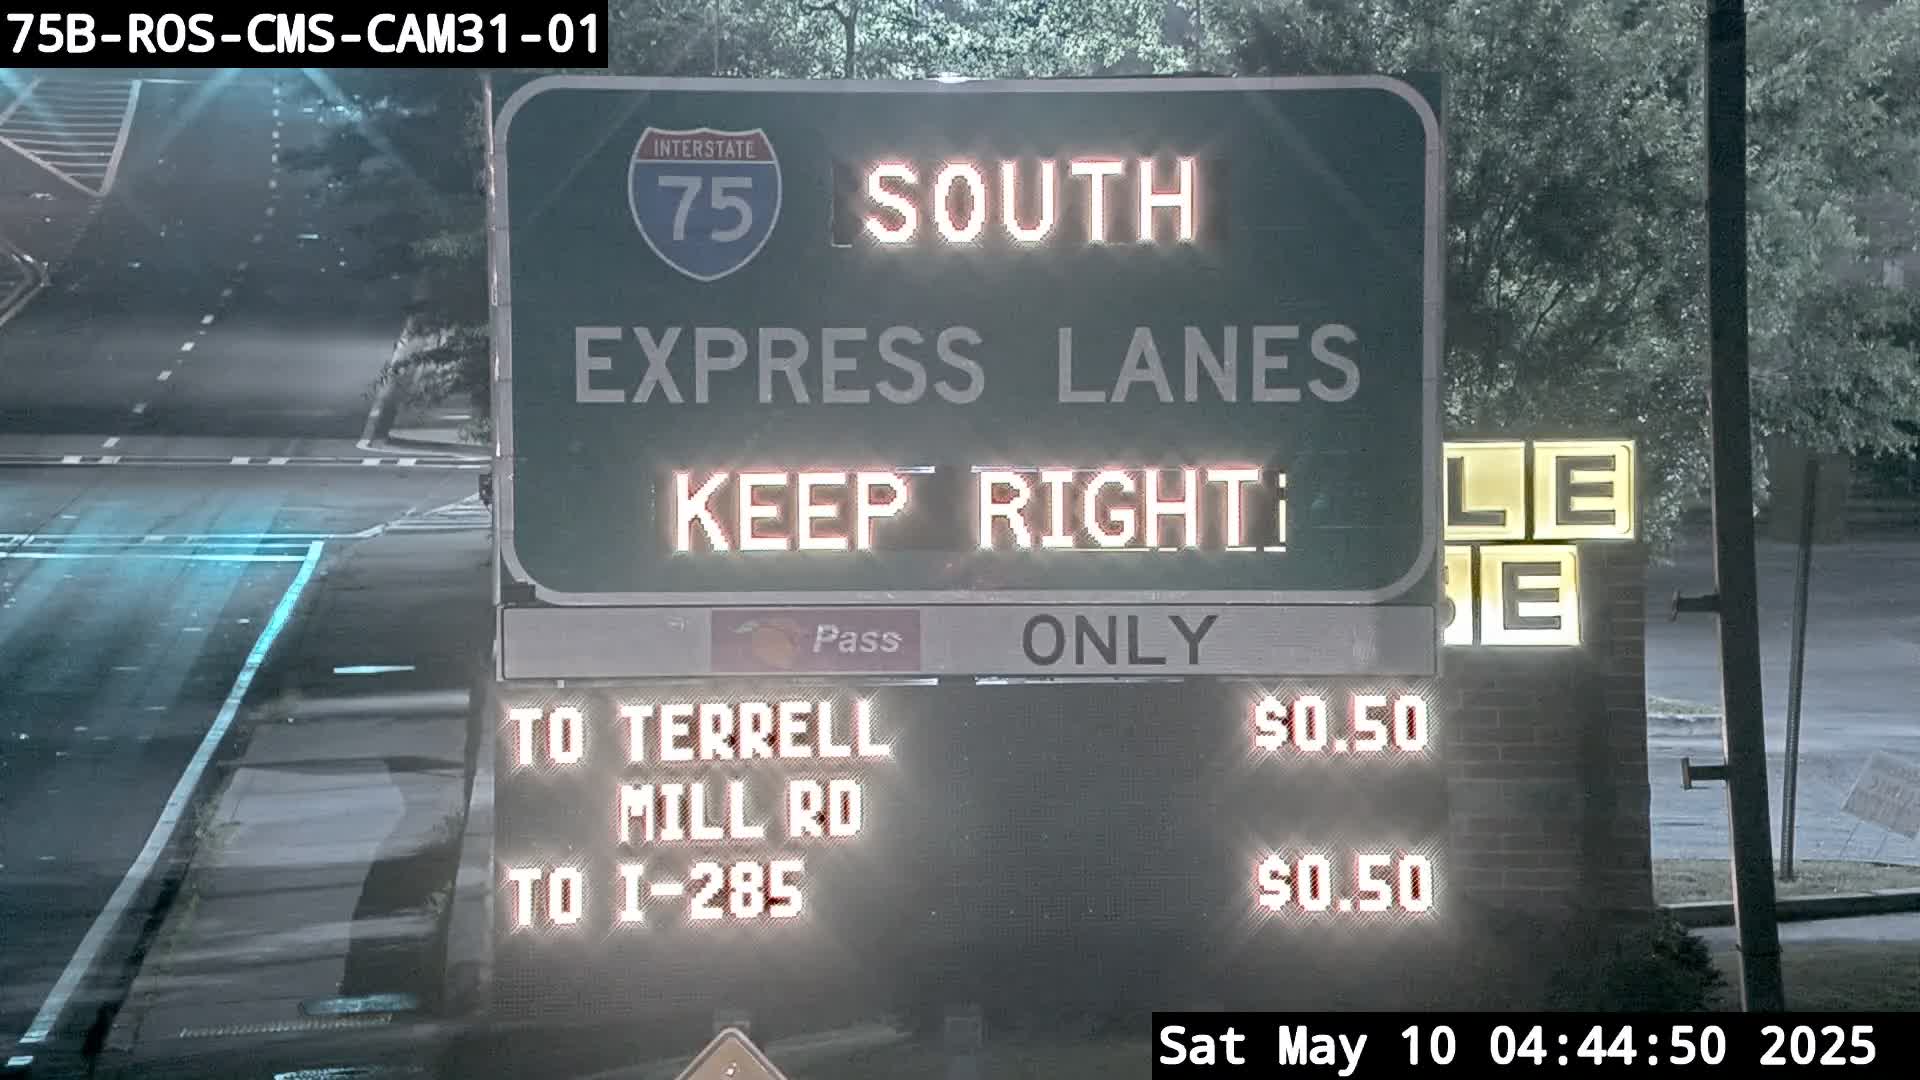 75B-ROS-CMS-CAM31-01
INTERSTATE
75
SOUTH
EXPRESS LANES
KEEP RIGHT
Pass ONLY
TO TERRELL $0.50
MILL RD
TO I-285 $0.50
LE
E
Sat May 10 04:44:50 2025